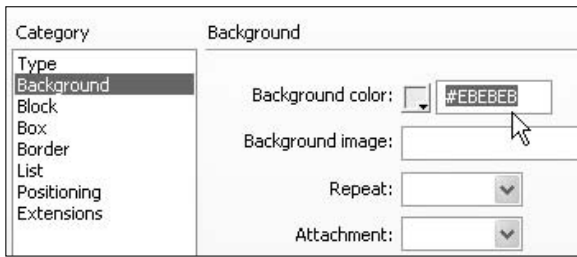 Category
Type
Background
Block
Box
Border
List
Positioning
Extensions
Background
Background color: #EBEBEB
Background image:
Repeat:
Attachment: